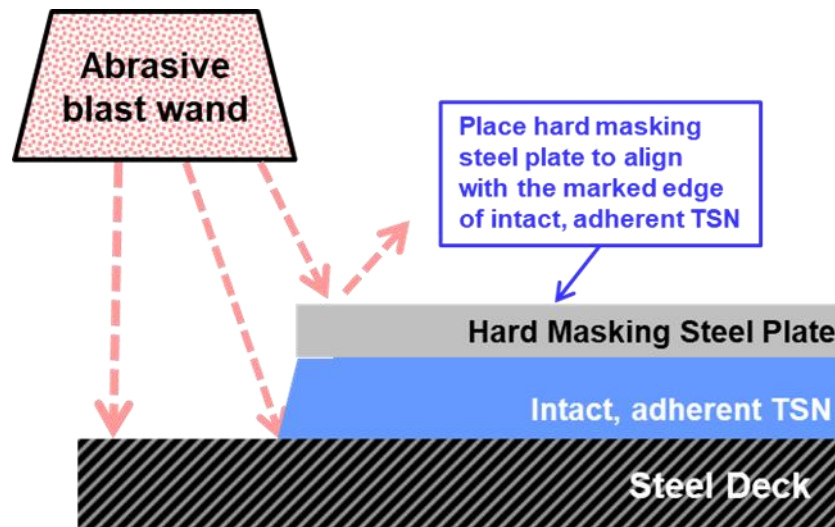 Abrasive
blast wand
Place hard masking
steel plate to align
with the marked edge
of intact, adherent TSN
Hard Masking Steel Plate
Intact, adherent TSN
Steel Deck